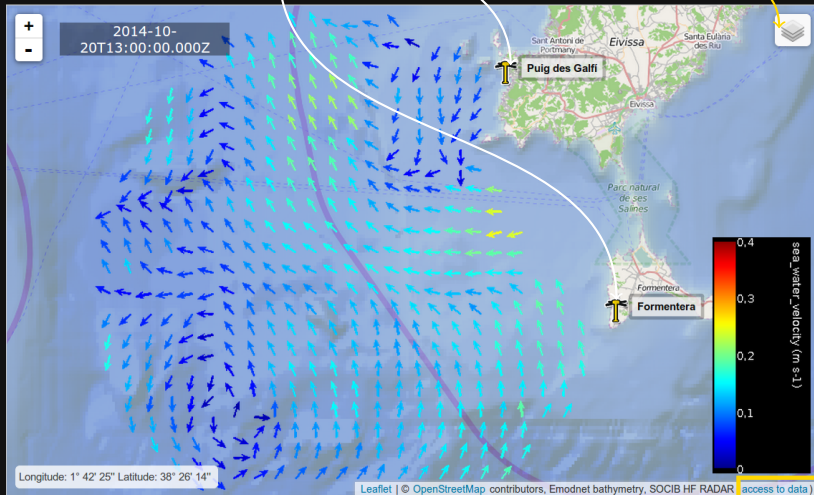 +
-
2014-10-
20T13:00:00.000Z
Sant Antoni de
Portmany
Eivissa
Santa Eulària
des Riu
Puig des Galfí
Eivissa
Parc natural
de ses
Salines
Formentera
Formentera
0,4
0,3
0,2
0,1
0
sea_water_velocity (m s-1)
Longitude: 1° 42' 25" Latitude: 38° 26' 14"
Leaflet | © OpenStreetMap contributors, Emodnet bathymetry, SOCIB HF RADAR (access to data)